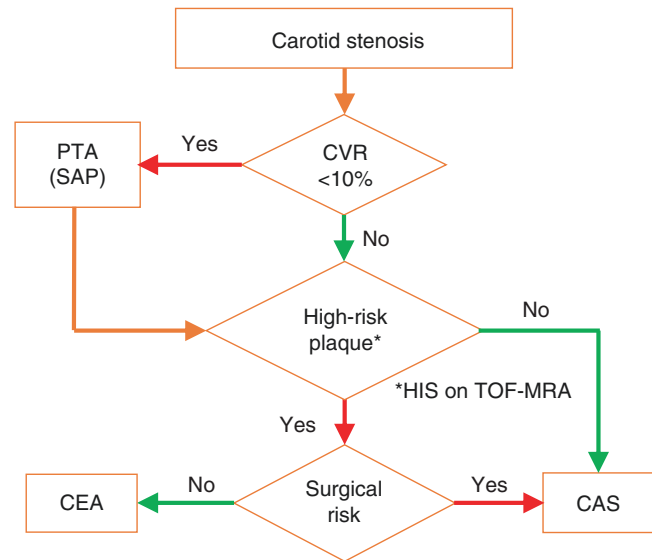 Carotid stenosis
Yes
PTA
(SAP)
CVR
<10%
No
High-risk
plaque*
No
*HIS on TOF-MRA
Yes
CEA
No
Surgical
risk
Yes
CAS